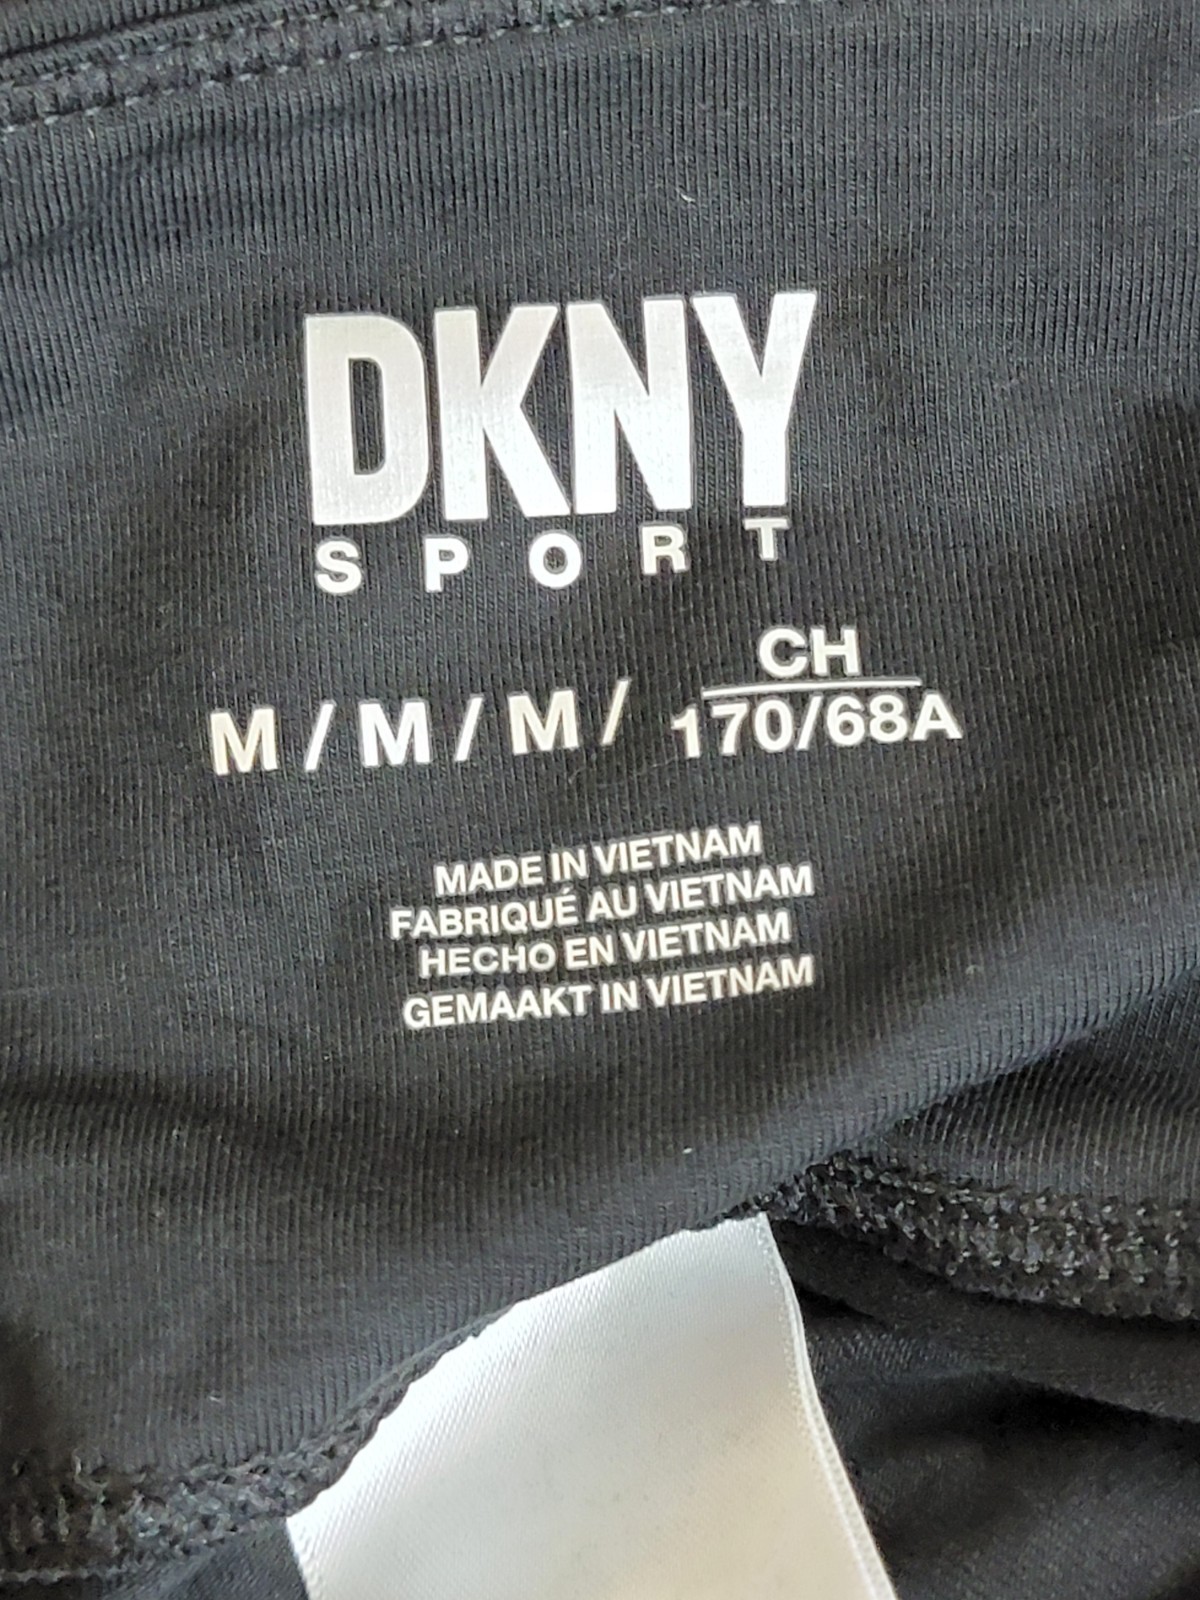 DKNY
SPORT
M / M / M / CH
170/68A
MADE IN VIETNAM
FABRIQUÉ AU VIETNAM
HECHO EN VIETNAM
GEMAAKT IN VIETNAM